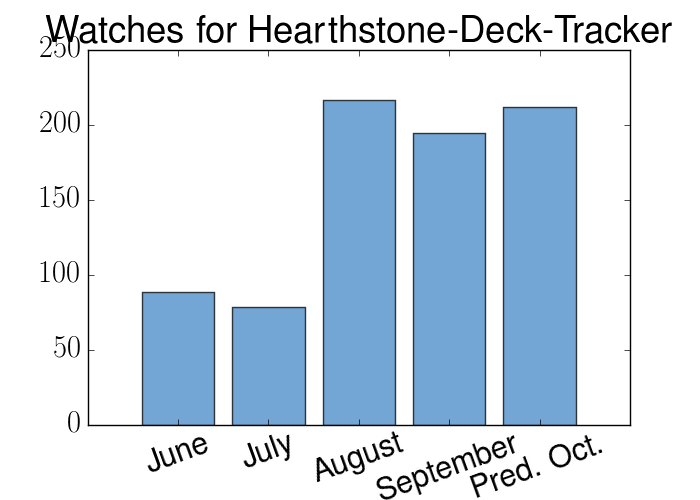 Watches for Hearthstone-Deck-Tracker
250
200
150
100
50
0
June
July
August
September
Pred. Oct.